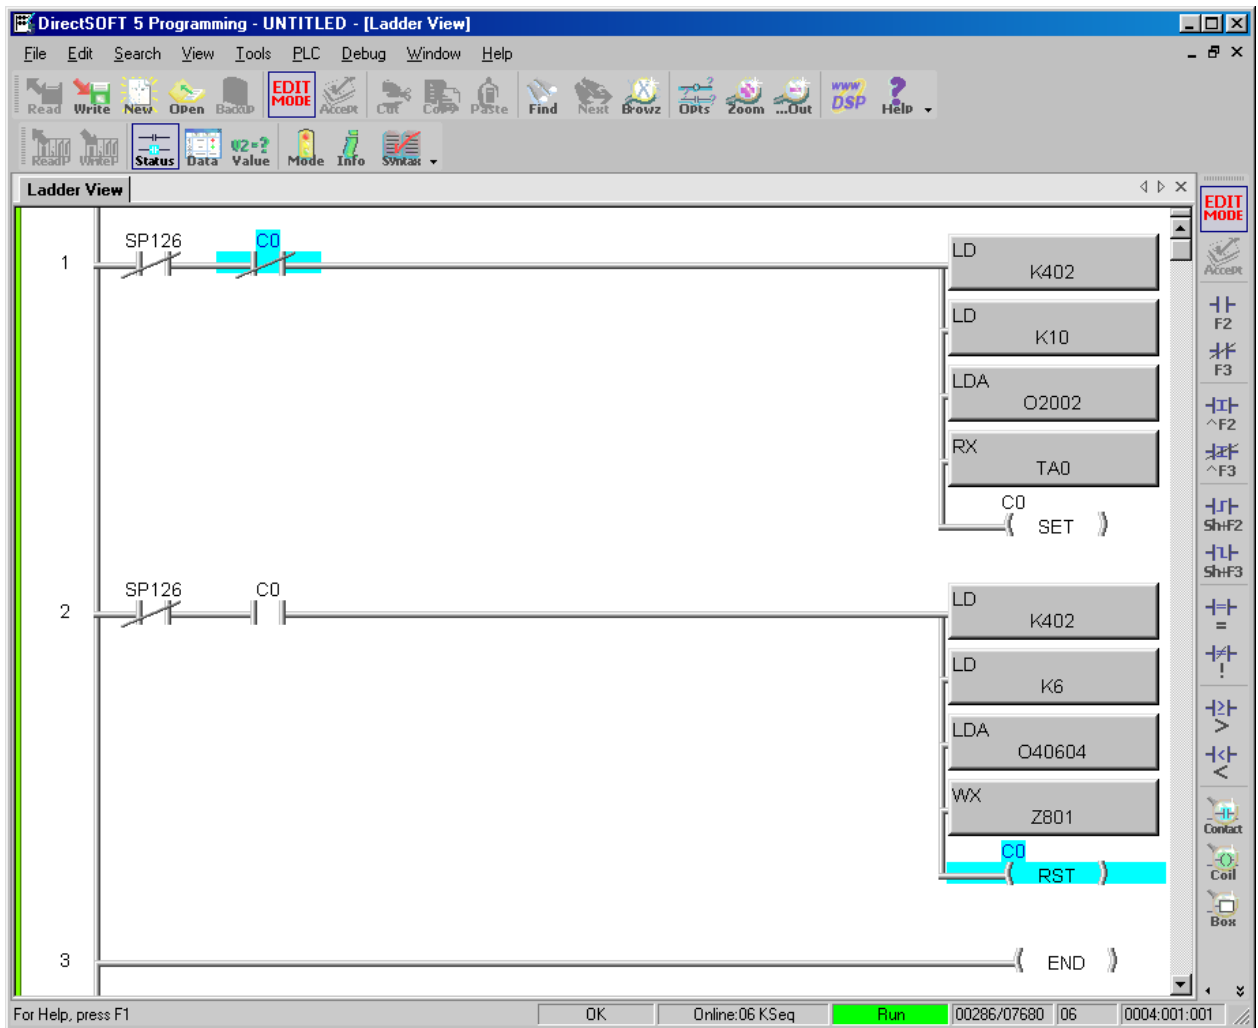 DirectSOFT 5 Programming - UNTITLED - [Ladder View]
File Edit Search View Tools PLC Debug Window Help
Read Write New Open Backup EDIT MODE Accept Cut Copy Paste Find Next Browz Opts Zoom ...Out WWW DSP Help
ReadP WriteP Status Data V2=? Value Mode Info Syntax
Ladder View
EDIT
MODE
Accept
F2
F3
^F2
^F3
Sh+F2
Sh+F3
=
!
>
<
Contact
Coil
Box
1
SP126 C0
LD
K402
LD
K10
LDA
O2002
RX
TA0
C0
SET
2
SP126 C0
LD
K402
LD
K6
LDA
O40604
WX
Z801
C0
RST
3
END
For Help, press F1 OK Online:06 KSeq Run 00286/07680 06 0004:001:001